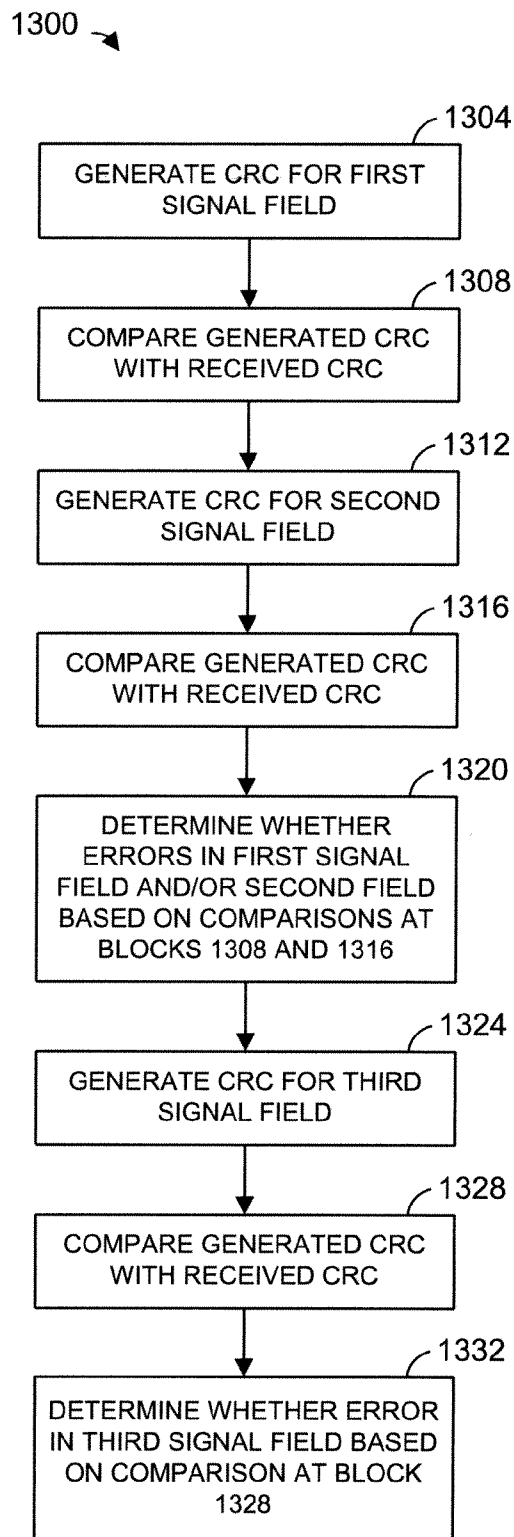 1300
1304
GENERATE CRC FOR FIRST
SIGNAL FIELD
1308
COMPARE GENERATED CRC
WITH RECEIVED CRC
1312
GENERATE CRC FOR SECOND
SIGNAL FIELD
1316
COMPARE GENERATED CRC
WITH RECEIVED CRC
1320
DETERMINE WHETHER
ERRORS IN FIRST SIGNAL
FIELD AND/OR SECOND FIELD
BASED ON COMPARISONS AT
BLOCKS 1308 AND 1316
1324
GENERATE CRC FOR THIRD
SIGNAL FIELD
1328
COMPARE GENERATED CRC
WITH RECEIVED CRC
1332
DETERMINE WHETHER ERROR
IN THIRD SIGNAL FIELD BASED
ON COMPARISON AT BLOCK
1328